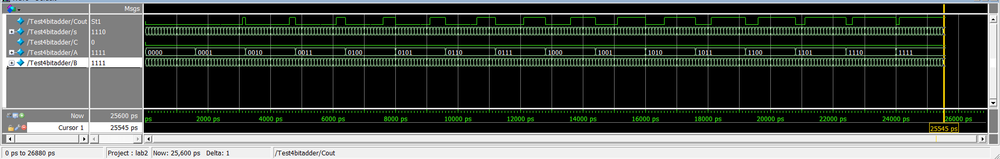 Msgs
/Test4bitadder/Cout St1
/Test4bitadder/s 1110
/Test4bitadder/C 0
/Test4bitadder/A 1111 0000 0001 0010 0011 0100 0101 0110 0111 1000 1001 1010 1011 1100 1101 1110 1111
/Test4bitadder/B 1111
Now 25600 ps ps 2000 ps 4000 ps 6000 ps 8000 ps 10000 ps 12000 ps 14000 ps 16000 ps 18000 ps 20000 ps 22000 ps 24000 ps 26000 ps
Cursor 1 25545 ps 25545 ps
0 ps to 26880 ps Project : lab2 Now: 25,600 ps Delta: 1 /Test4bitadder/Cout